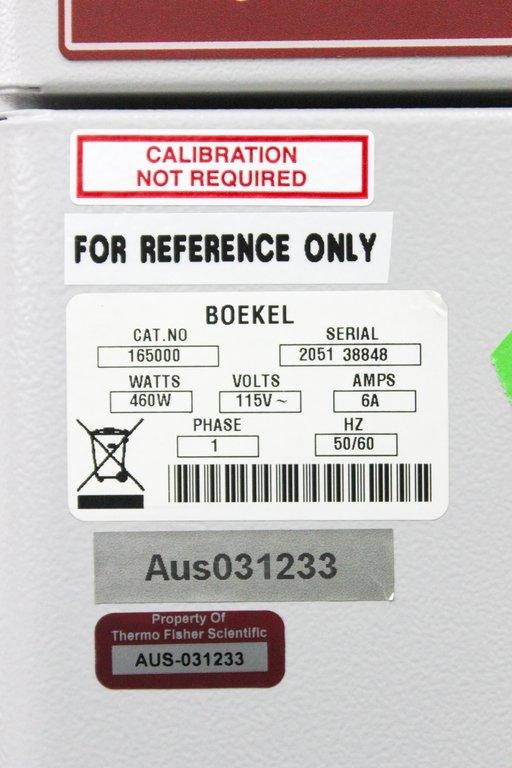 CALIBRATION
NOT REQUIRED
FOR REFERENCE ONLY
BOEKEL
CAT.NO SERIAL
165000 2051 38848
WATTS VOLTS AMPS
460W 115V ~ 6A
PHASE HZ
1 50/60
Aus031233
Property Of
Thermo Fisher Scientific
AUS-031233